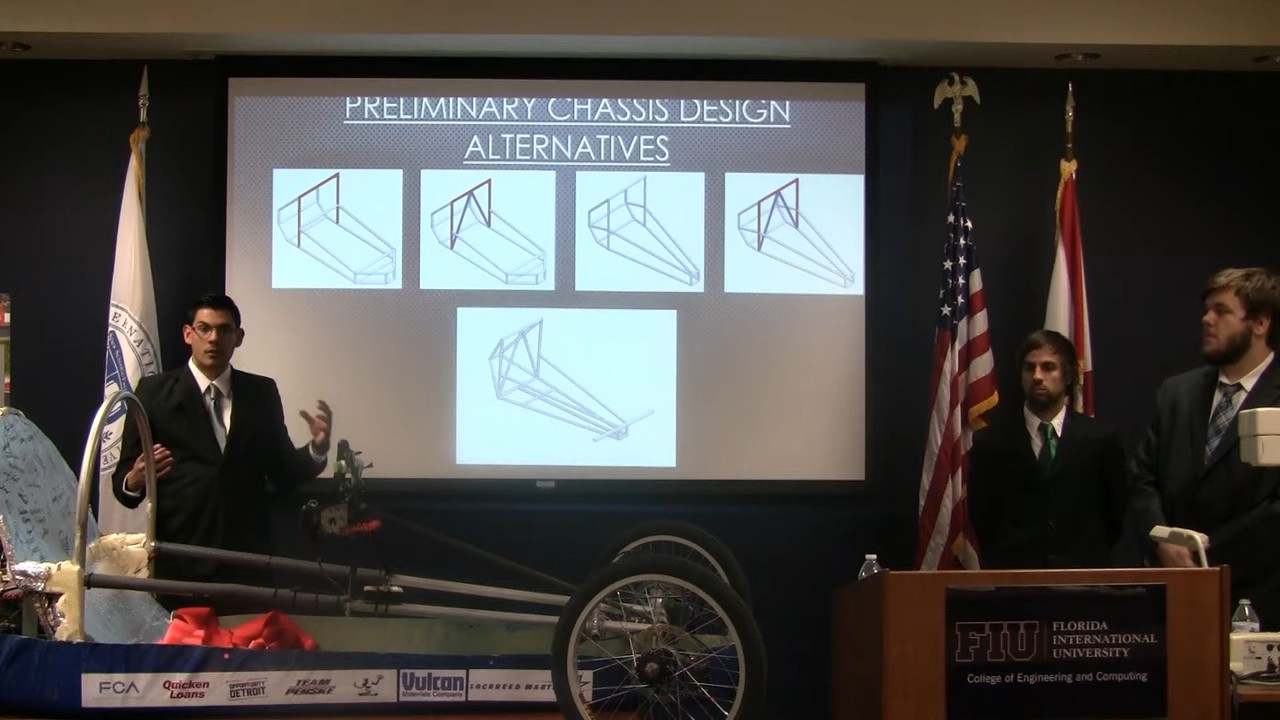 PRELIMINARY CHASSIS DESIGN
ALTERNATIVES
FCA
Quicken
Loans
OPPORTUNITY
DETROIT
TEAM
PENSKE
Vulcan
Materials Company
LOCKHEED MARTIN
FIU
FLORIDA
INTERNATIONAL
UNIVERSITY
College of Engineering and Computing